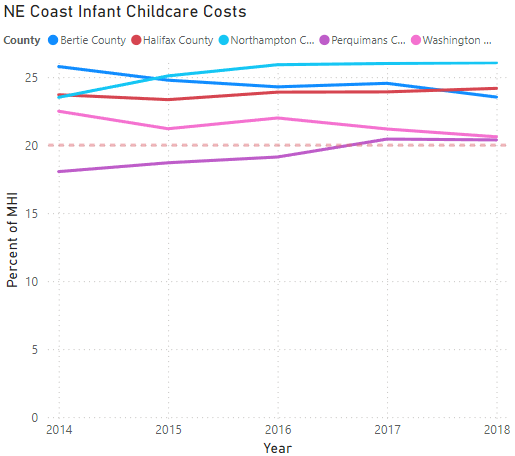 NE Coast Infant Childcare Costs
County Bertie County Halifax County Northampton C... Perquimans C... Washington ...
25
20
15
10
5
0
Percent of MHI
2014 2015 2016 2017 2018
Year